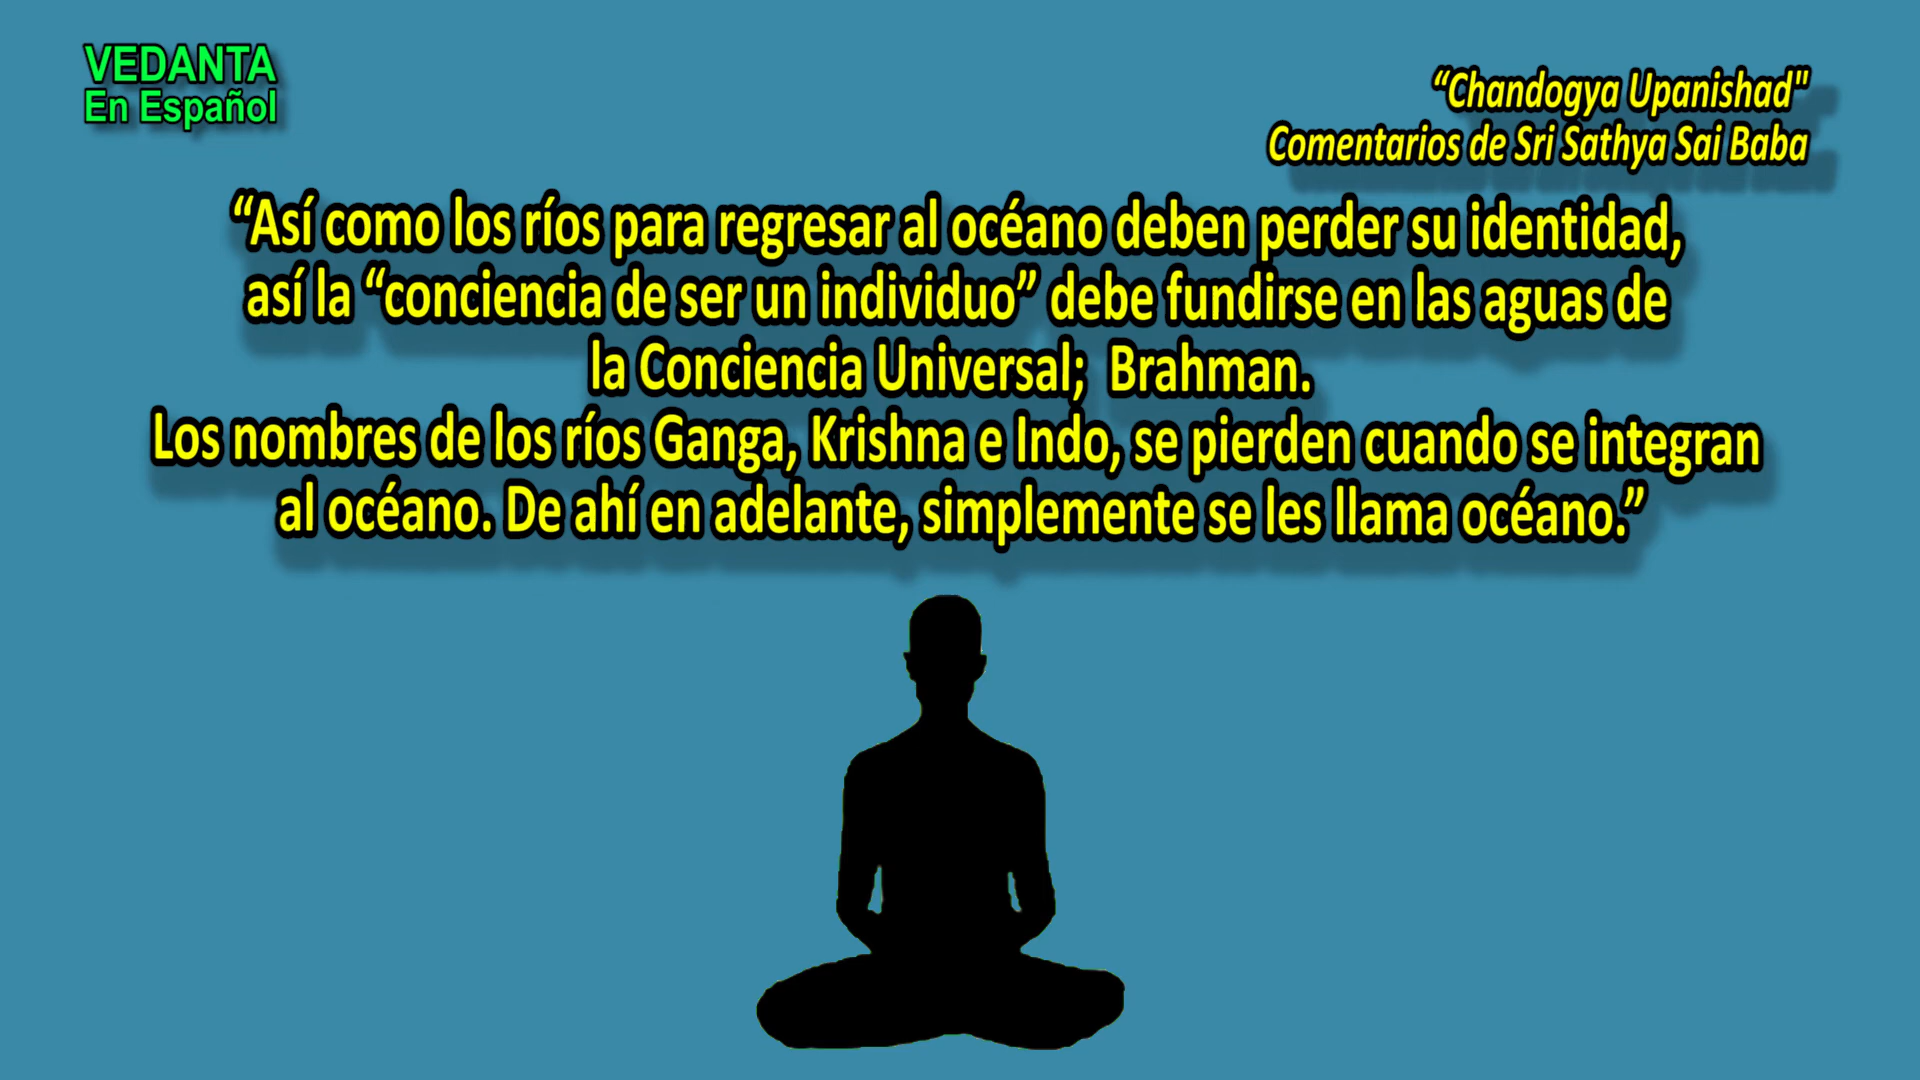 VEDANTA
En Español
“Chandogya Upanishad"
Comentarios de Sri Sathya Sai Baba
“Así como los ríos para regresar al océano deben perder su identidad,
así la “conciencia de ser un individuo” debe fundirse en las aguas de
la Conciencia Universal;  Brahman.
Los nombres de los ríos Ganga, Krishna e Indo, se pierden cuando se integran
al océano. De ahí en adelante, simplemente se les llama océano.”